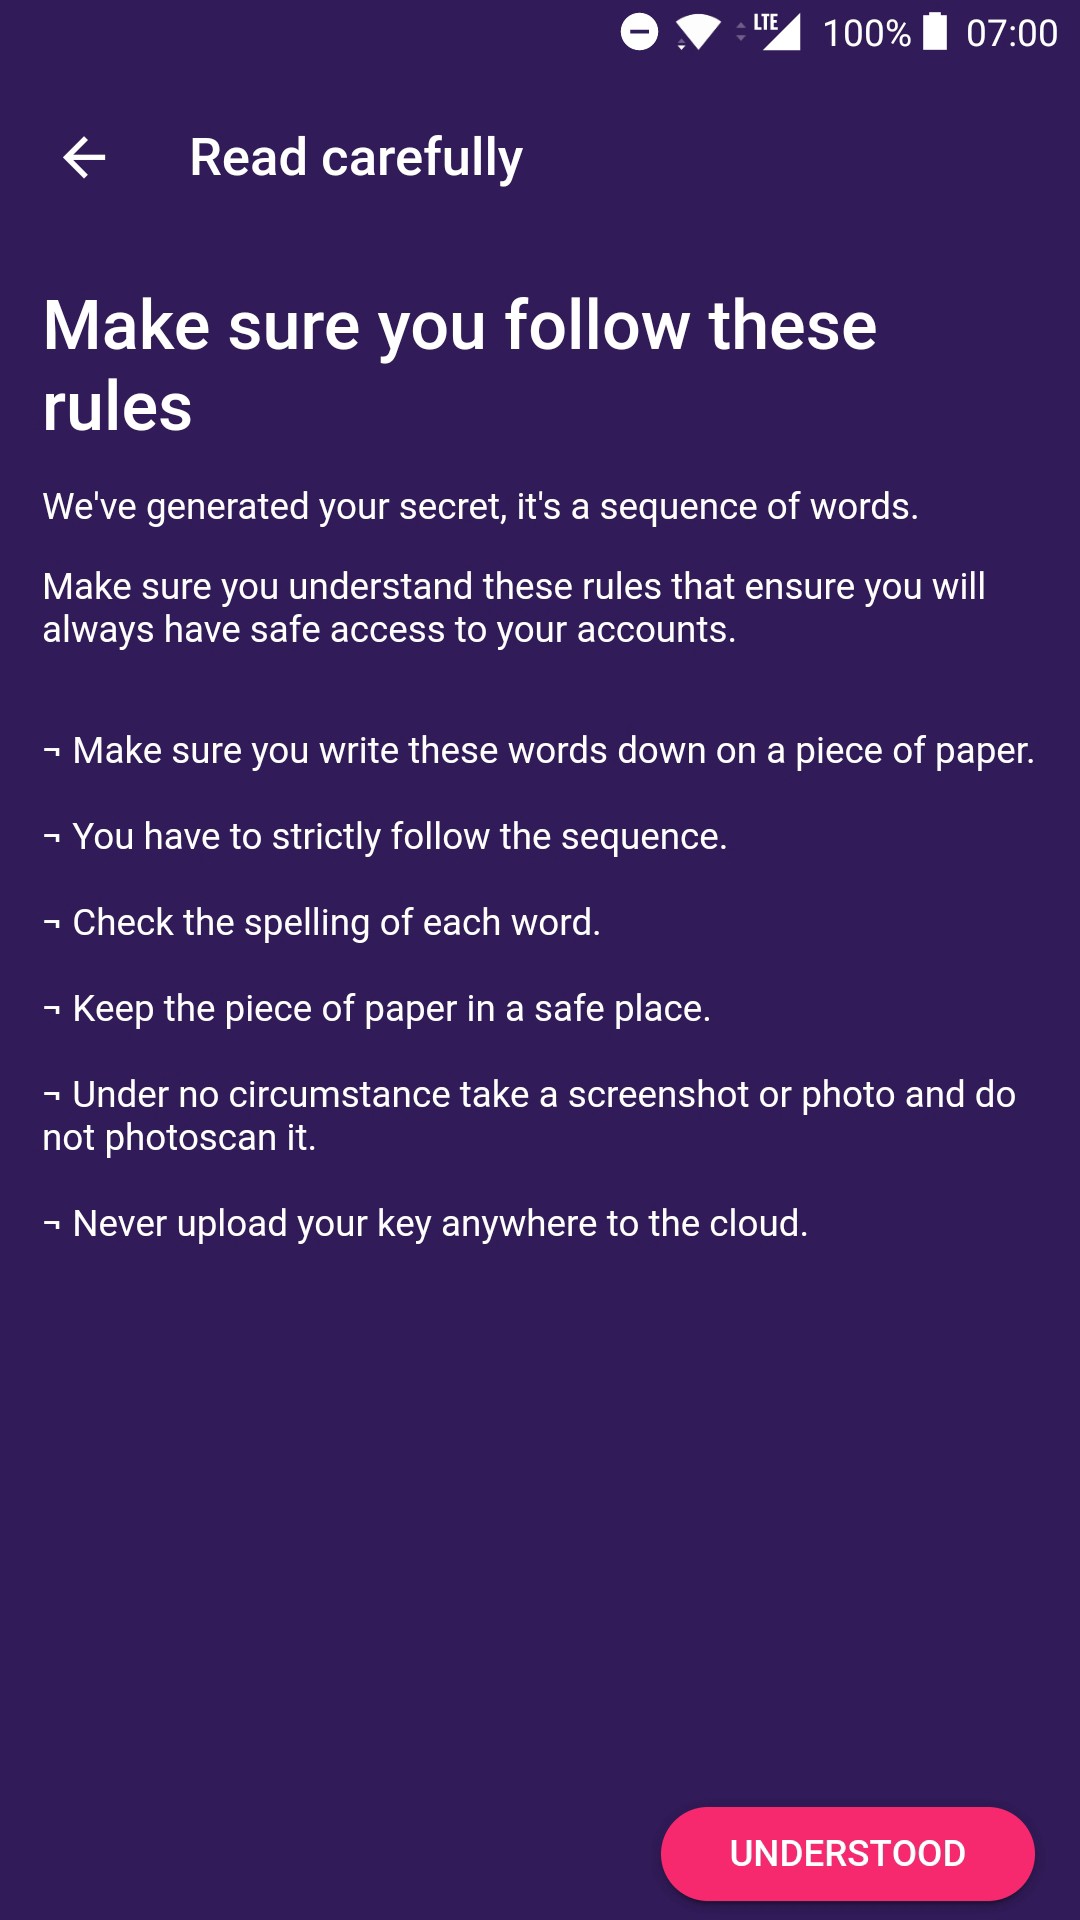 LTE 100% 07:00
Read carefully
Make sure you follow these
rules
We've generated your secret, it's a sequence of words.
Make sure you understand these rules that ensure you will
always have safe access to your accounts.
¬ Make sure you write these words down on a piece of paper.
¬ You have to strictly follow the sequence.
¬ Check the spelling of each word.
¬ Keep the piece of paper in a safe place.
¬ Under no circumstance take a screenshot or photo and do
not photoscan it.
¬ Never upload your key anywhere to the cloud.
UNDERSTOOD